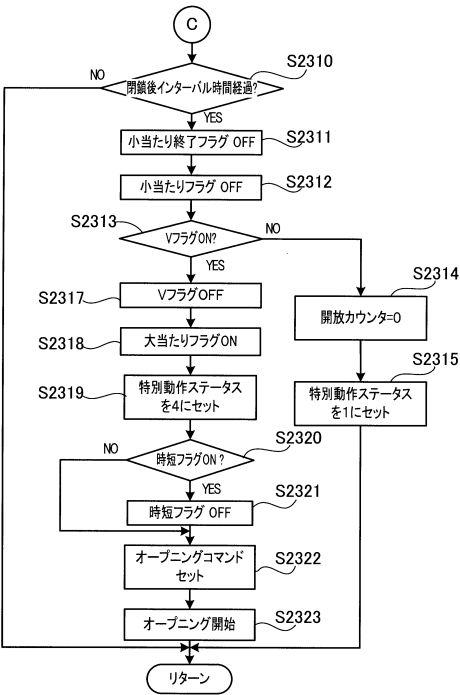 C
S2310
NO
閉鎖後インターバル時間経過?
YES
小当たり終了フラグ OFF
S2311
小当たりフラグ OFF
S2312
S2313
VフラグON?
NO
YES
S2314
S2317
VフラグOFF
開放カウンタ=0
S2318
大当たりフラグON
S2315
S2319
特別動作ステータス
を4にセット
特別動作ステータス
を1にセット
S2320
NO
時短フラグON?
YES
S2321
時短フラグ OFF
オープニングコマンド
セット
S2322
オープニング開始
S2323
リターン